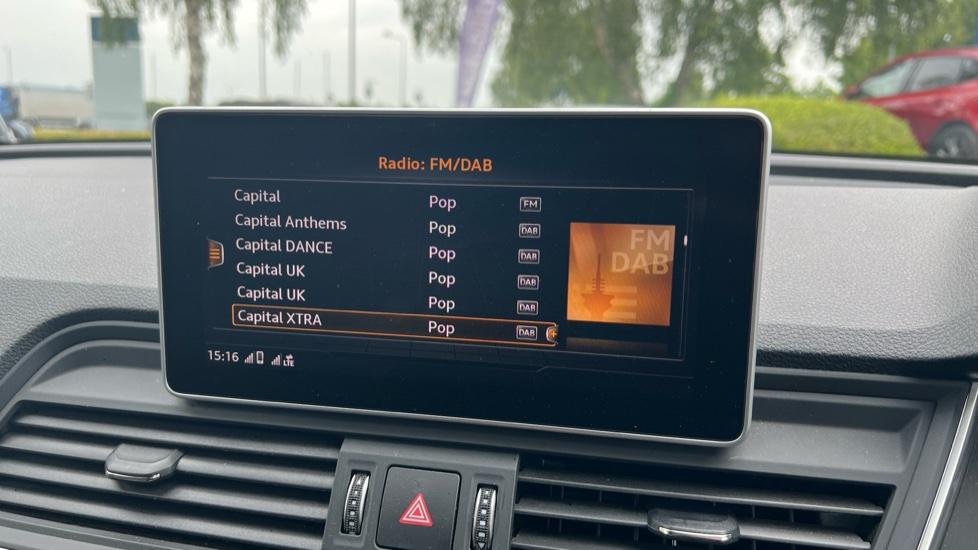 Radio: FM/DAB
Capital Pop FM
Capital Anthems Pop DAB
Capital DANCE Pop DAB
Capital UK Pop DAB
Capital UK Pop DAB
Capital XTRA Pop DAB
FM
DAB
15:16 LTE